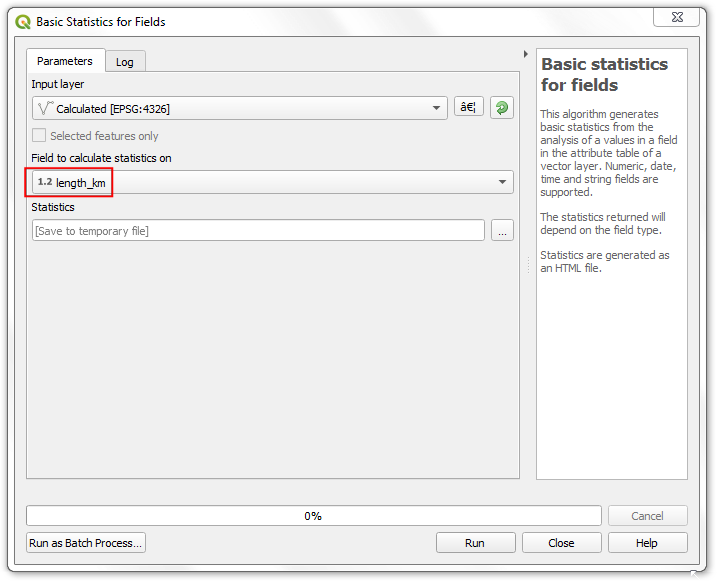 Basic Statistics for Fields
Parameters
Log
Input layer
Calculated [EPSG:4326]
…
Selected features only
Field to calculate statistics on
1.2 length_km
Statistics
[Save to temporary file]
...
Basic statistics
for fields
This algorithm generates
basic statistics from the
analysis of a values in a field
in the attribute table of a
vector layer. Numeric, date,
time and string fields are
supported.
The statistics returned will
depend on the field type.
Statistics are generated as
an HTML file.
0%
Cancel
Run as Batch Process...
Run
Close
Help